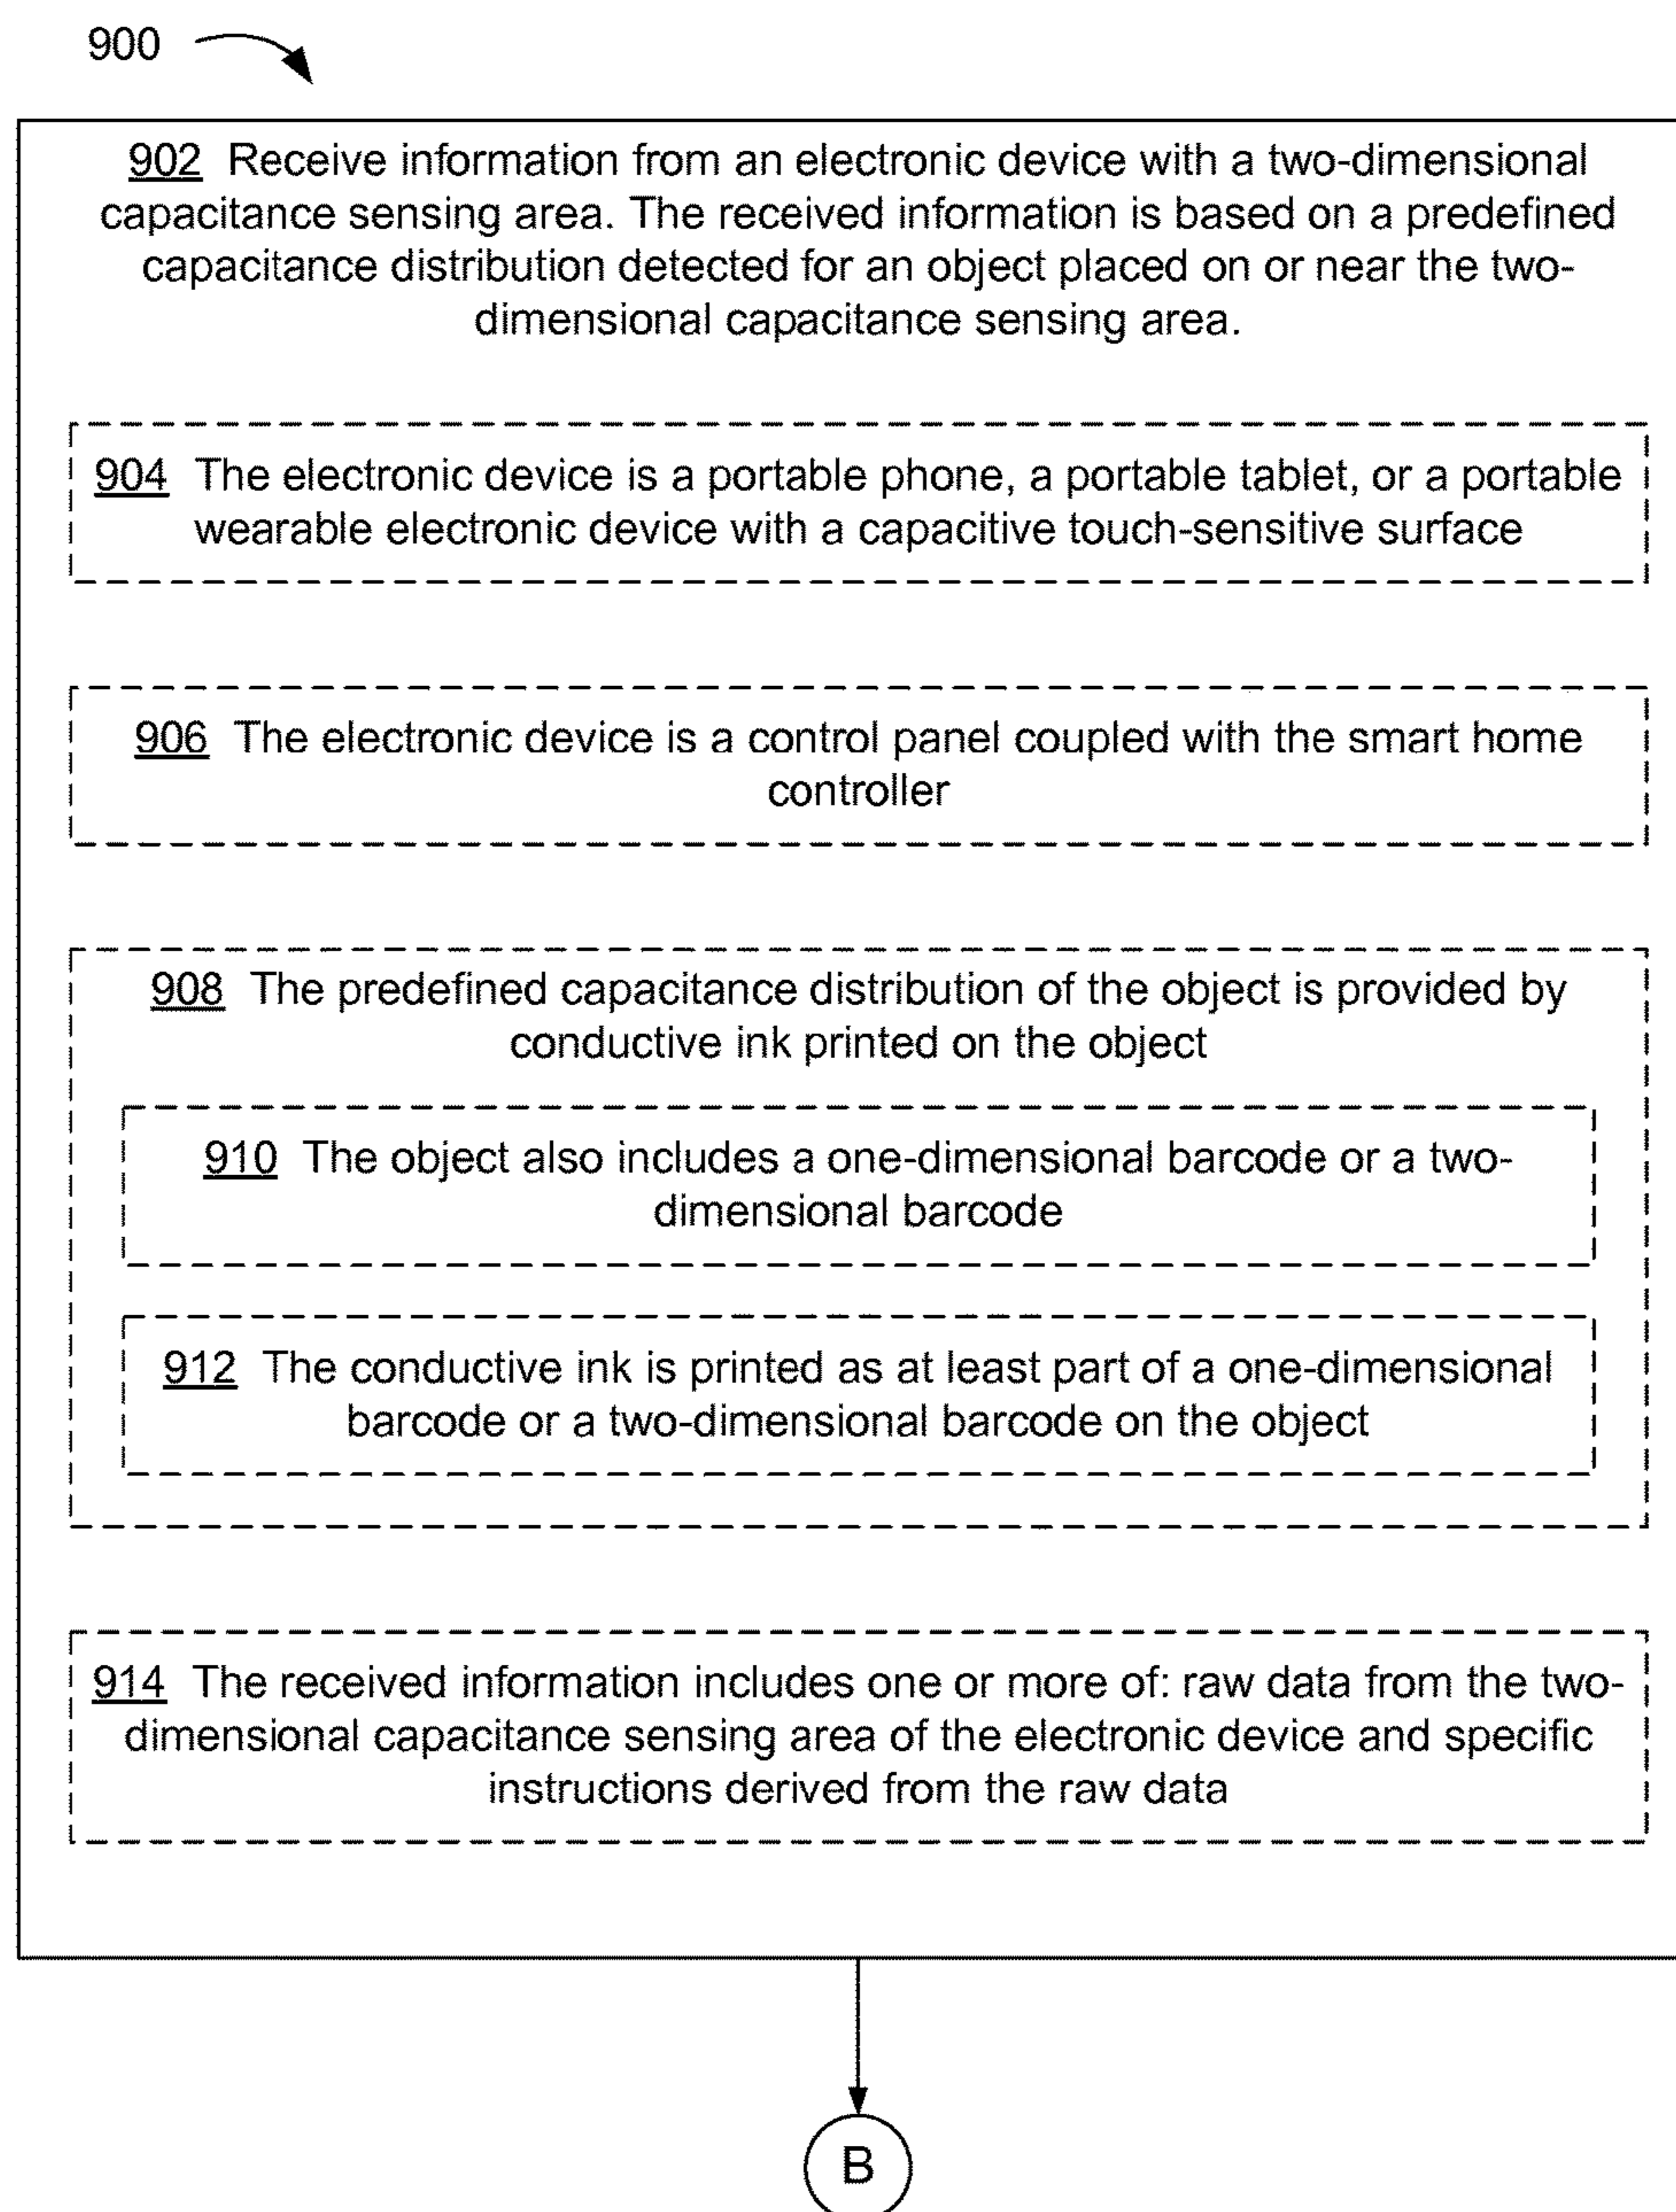 900
902 Receive information from an electronic device with a two-dimensional
capacitance sensing area. The received information is based on a predefined
capacitance distribution detected for an object placed on or near the two-
dimensional capacitance sensing area.
904 The electronic device is a portable phone, a portable tablet, or a portable
wearable electronic device with a capacitive touch-sensitive surface
906 The electronic device is a control panel coupled with the smart home
controller
908 The predefined capacitance distribution of the object is provided by
conductive ink printed on the object
910 The object also includes a one-dimensional barcode or a two-
dimensional barcode
912 The conductive ink is printed as at least part of a one-dimensional
barcode or a two-dimensional barcode on the object
914 The received information includes one or more of: raw data from the two-
dimensional capacitance sensing area of the electronic device and specific
instructions derived from the raw data
B